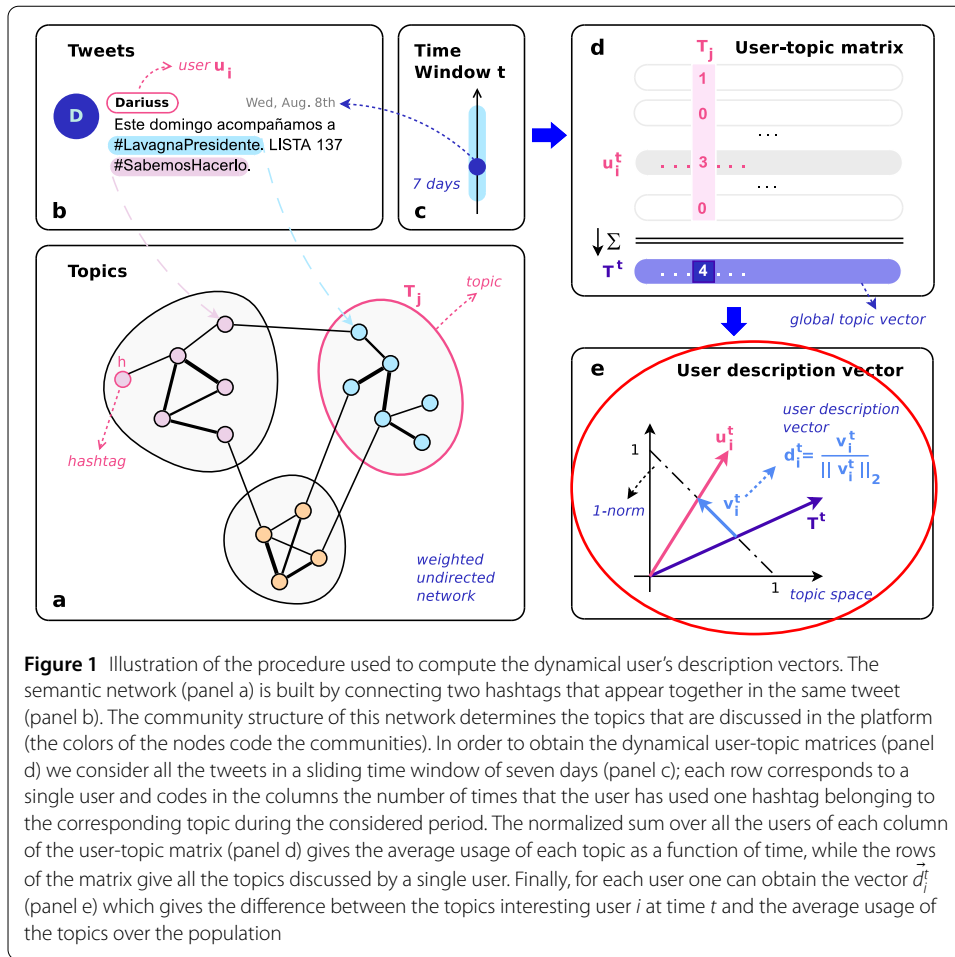 Tweets
user u_i
D
Dariuss
Wed, Aug. 8th
Este domingo acompañamos a
#LavagnaPresidente. LISTA 137
#SabemosHacerlo.
b
Time
Window t
7 days
c
d
T_j
User-topic matrix
1
0
. . .
u_i^t
. . . 3 . . .
. . .
0
Σ
T^t
. . . 4 . . .
global topic vector
Topics
T_j
topic
h
hashtag
weighted
undirected
network
a
e
User description vector
user description
vector
1
u_i^t
d_i^t = v_i^t / || v_i^t ||_2
1-norm
v_i^t
T^t
1
topic space
Figure 1 Illustration of the procedure used to compute the dynamical user's description vectors. The
semantic network (panel a) is built by connecting two hashtags that appear together in the same tweet
(panel b). The community structure of this network determines the topics that are discussed in the platform
(the colors of the nodes code the communities). In order to obtain the dynamical user-topic matrices (panel
d) we consider all the tweets in a sliding time window of seven days (panel c); each row corresponds to a
single user and codes in the columns the number of times that the user has used one hashtag belonging to
the corresponding topic during the considered period. The normalized sum over all the users of each column
of the user-topic matrix (panel d) gives the average usage of each topic as a function of time, while the rows
of the matrix give all the topics discussed by a single user. Finally, for each user one can obtain the vector d⃗_i^t
(panel e) which gives the difference between the topics interesting user i at time t and the average usage of
the topics over the population